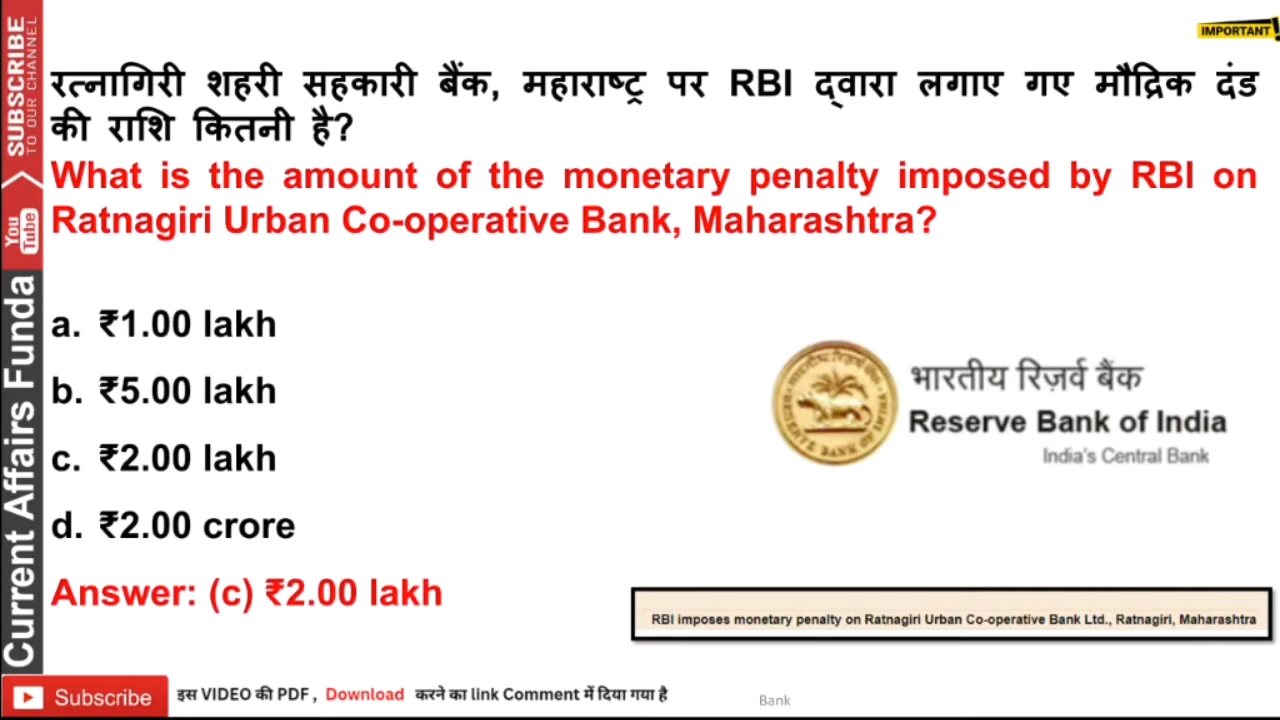 IMPORTANT!
रत्नागिरी शहरी सहकारी बैंक, महाराष्ट्र पर RBI द्वारा लगाए गए मौद्रिक दंड
की राशि कितनी है?
What is the amount of the monetary penalty imposed by RBI on
Ratnagiri Urban Co-operative Bank, Maharashtra?
a. ₹1.00 lakh
b. ₹5.00 lakh
c. ₹2.00 lakh
d. ₹2.00 crore
Answer: (c) ₹2.00 lakh
भारतीय रिज़र्व बैंक
Reserve Bank of India
India's Central Bank
RBI imposes monetary penalty on Ratnagiri Urban Co-operative Bank Ltd., Ratnagiri, Maharashtra
SUBSCRIBE
TO OUR CHANNEL
YouTube
Current Affairs Funda
Subscribe
इस VIDEO की PDF , Download करने का link Comment में दिया गया है
Bank